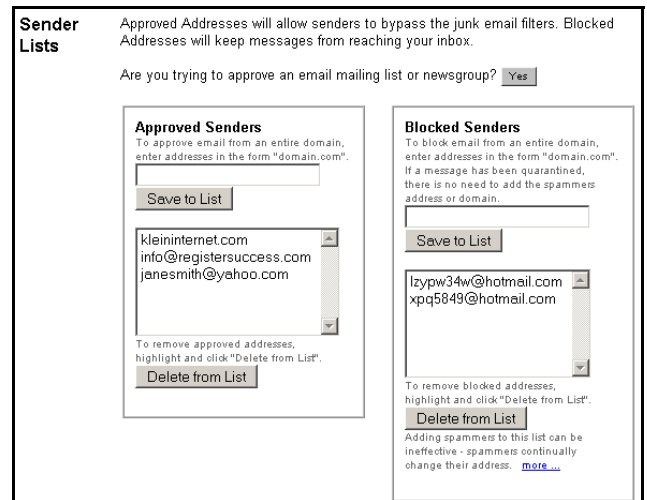 Sender
Lists
Approved Addresses will allow senders to bypass the junk email filters. Blocked
Addresses will keep messages from reaching your inbox.
Are you trying to approve an email mailing list or newsgroup? Yes
Approved Senders
To approve email from an entire domain,
enter addresses in the form "domain.com".
Save to List
kleininternet.com
info@registersuccess.com
janesmith@yahoo.com
To remove approved addresses,
highlight and click "Delete from List".
Delete from List
Blocked Senders
To block email from an entire domain,
enter addresses in the form "domain.com".
If a message has been quarantined,
there is no need to add the spammers
address or domain.
Save to List
lzypw34w@hotmail.com
xpq5849@hotmail.com
To remove blocked addresses,
highlight and click "Delete from List".
Delete from List
Adding spammers to this list can be
ineffective - spammers continually
change their address. more ...